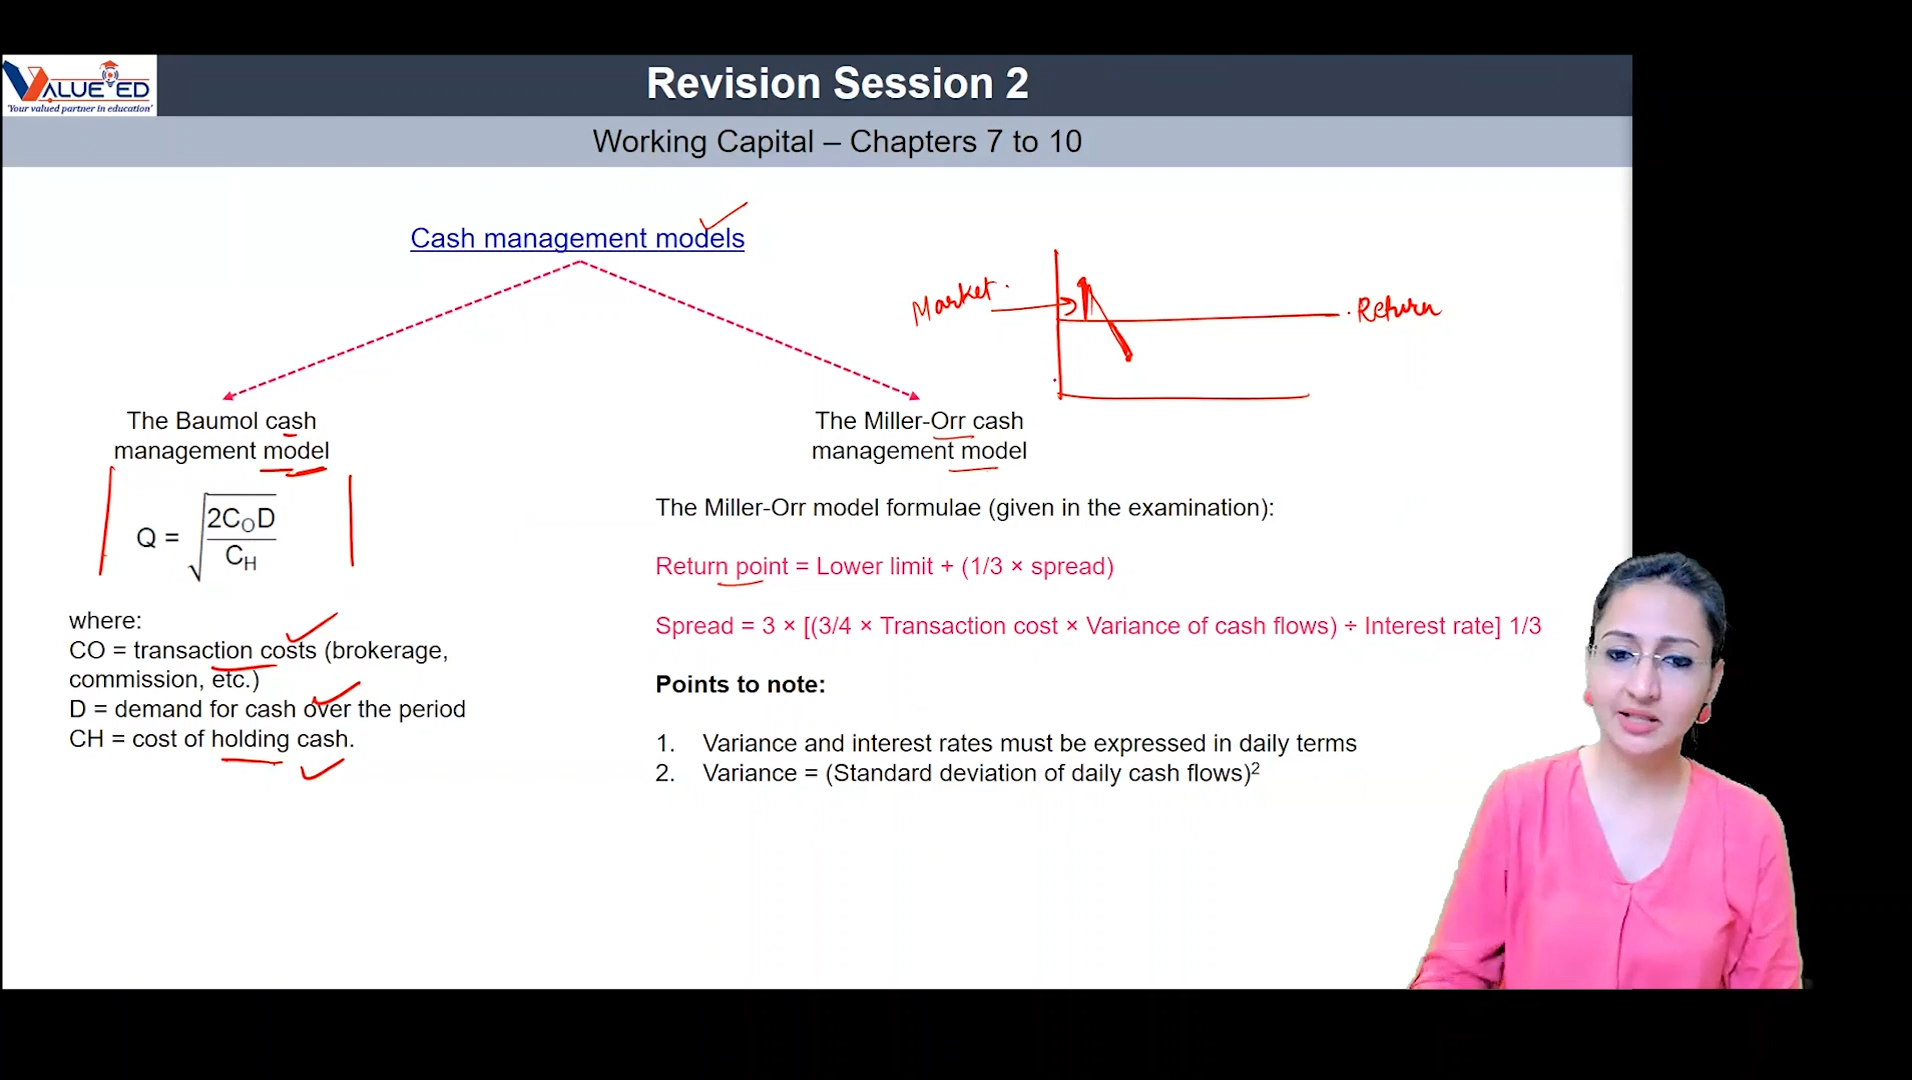 VALUE ED
'Your valued partner in education'
Revision Session 2
Working Capital – Chapters 7 to 10
Cash management models
Market
Return
The Baumol cash
management model
Q = √(2COD / CH)
where:
CO = transaction costs (brokerage,
commission, etc.)
D = demand for cash over the period
CH = cost of holding cash.
The Miller-Orr cash
management model
The Miller-Orr model formulae (given in the examination):
Return point = Lower limit + (1/3 × spread)
Spread = 3 × [(3/4 × Transaction cost × Variance of cash flows) ÷ Interest rate] 1/3
Points to note:
1. Variance and interest rates must be expressed in daily terms
2. Variance = (Standard deviation of daily cash flows)²